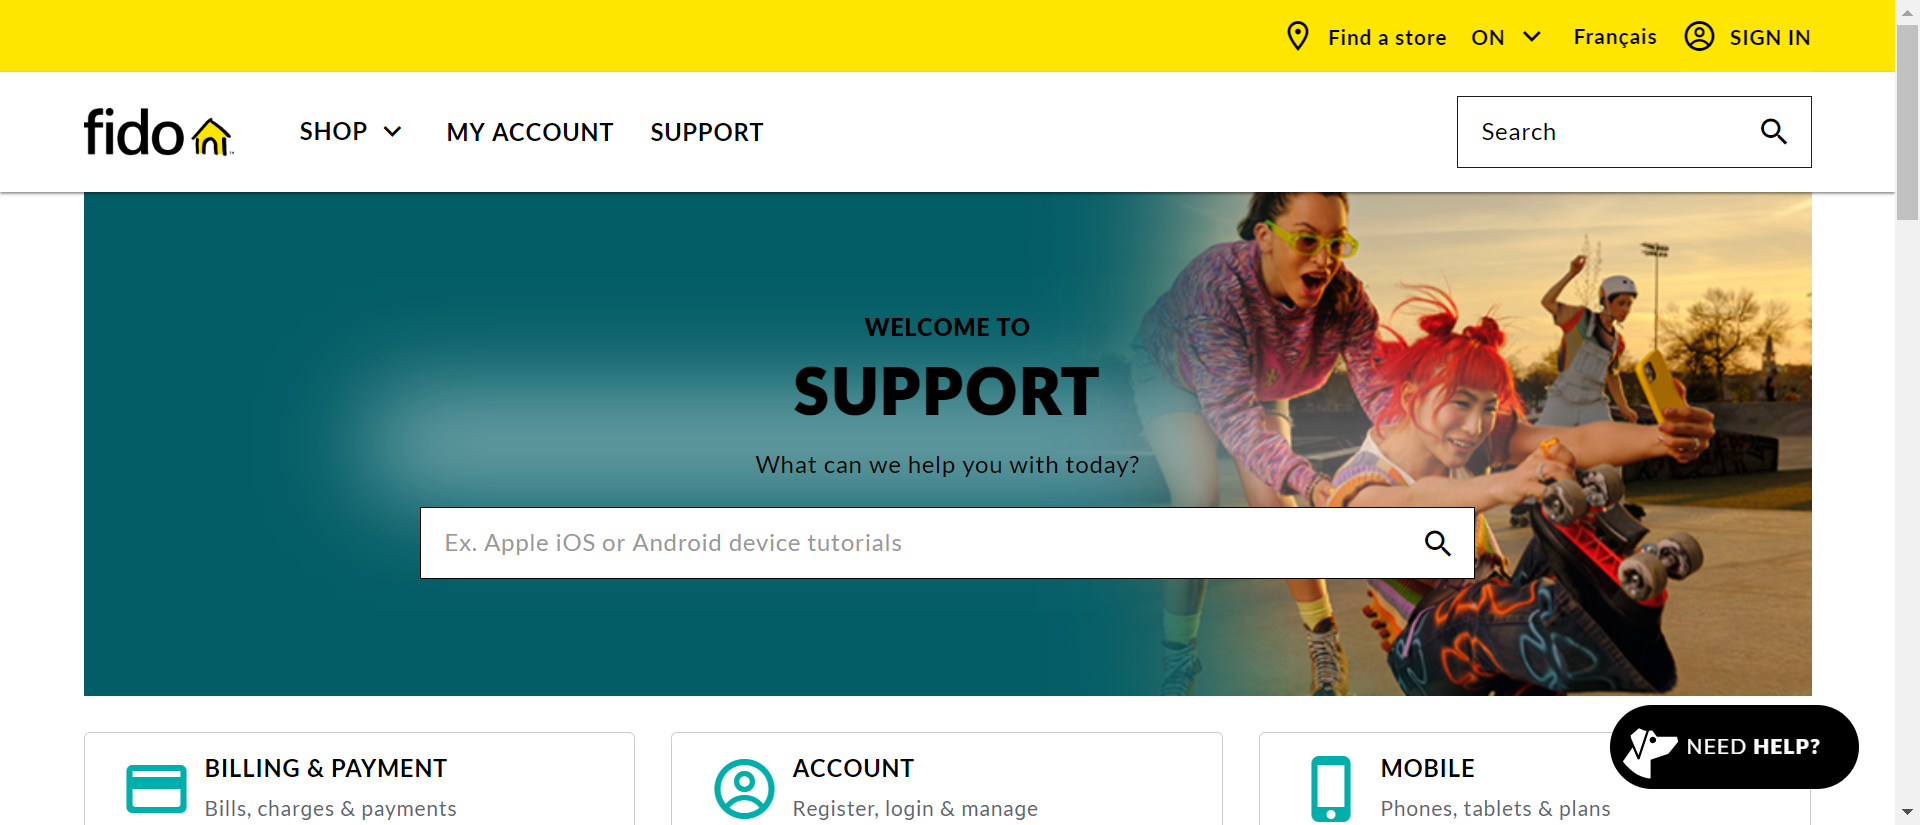 Find a store ON Français SIGN IN
fido SHOP MY ACCOUNT SUPPORT Search
WELCOME TO
SUPPORT
What can we help you with today?
Ex. Apple iOS or Android device tutorials
BILLING & PAYMENT
Bills, charges & payments
ACCOUNT
Register, login & manage
MOBILE
Phones, tablets & plans
NEED HELP?